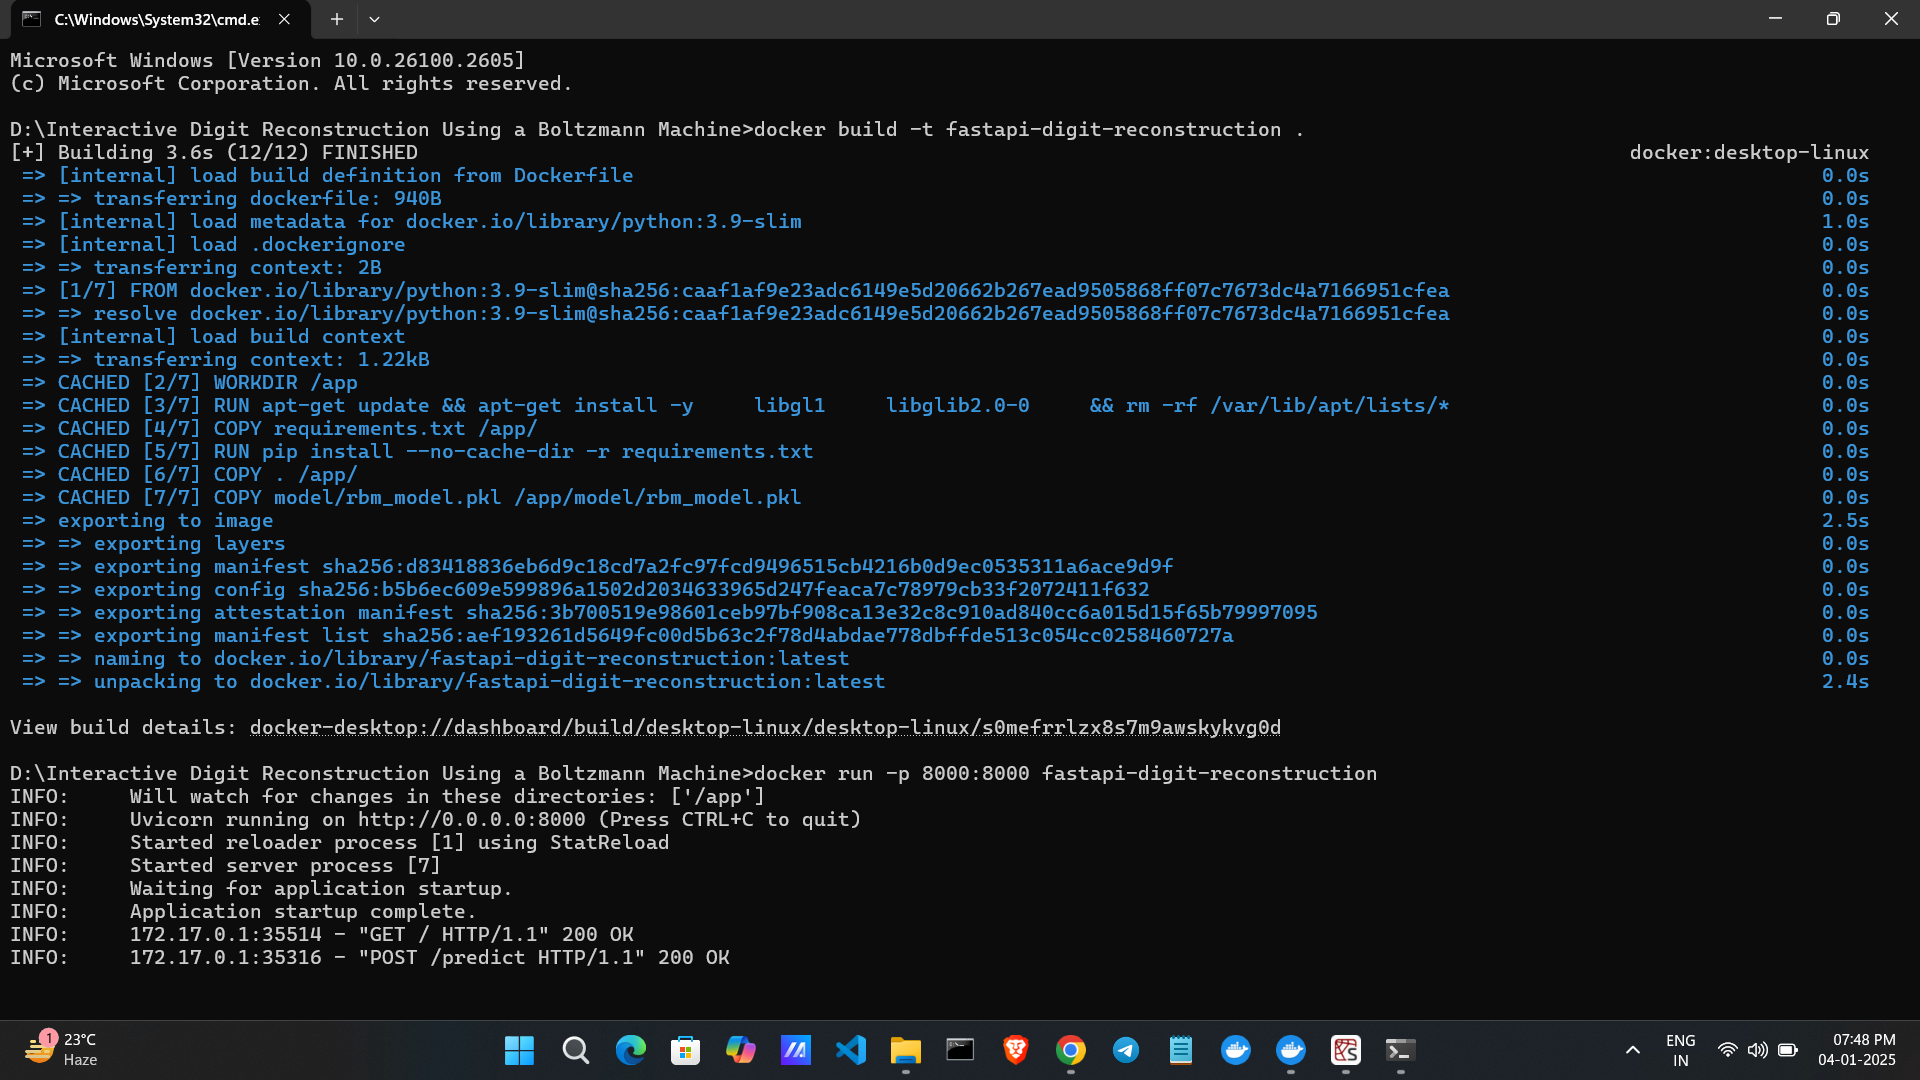 C:\Windows\System32\cmd.e
Microsoft Windows [Version 10.0.26100.2605]
(c) Microsoft Corporation. All rights reserved.
D:\Interactive Digit Reconstruction Using a Boltzmann Machine>docker build -t fastapi-digit-reconstruction .
[+] Building 3.6s (12/12) FINISHED docker:desktop-linux
=> [internal] load build definition from Dockerfile 0.0s
=> => transferring dockerfile: 940B 0.0s
=> [internal] load metadata for docker.io/library/python:3.9-slim 1.0s
=> [internal] load .dockerignore 0.0s
=> => transferring context: 2B 0.0s
=> [1/7] FROM docker.io/library/python:3.9-slim@sha256:caaf1af9e23adc6149e5d20662b267ead9505868ff07c7673dc4a7166951cfea 0.0s
=> => resolve docker.io/library/python:3.9-slim@sha256:caaf1af9e23adc6149e5d20662b267ead9505868ff07c7673dc4a7166951cfea 0.0s
=> [internal] load build context 0.0s
=> => transferring context: 1.22kB 0.0s
=> CACHED [2/7] WORKDIR /app 0.0s
=> CACHED [3/7] RUN apt-get update && apt-get install -y     libgl1     libglib2.0-0     && rm -rf /var/lib/apt/lists/* 0.0s
=> CACHED [4/7] COPY requirements.txt /app/ 0.0s
=> CACHED [5/7] RUN pip install --no-cache-dir -r requirements.txt 0.0s
=> CACHED [6/7] COPY . /app/ 0.0s
=> CACHED [7/7] COPY model/rbm_model.pkl /app/model/rbm_model.pkl 0.0s
=> exporting to image 2.5s
=> => exporting layers 0.0s
=> => exporting manifest sha256:d83418836eb6d9c18cd7a2fc97fcd9496515cb4216b0d9ec0535311a6ace9d9f 0.0s
=> => exporting config sha256:b5b6ec609e599896a1502d2034633965d247feaca7c78979cb33f2072411f632 0.0s
=> => exporting attestation manifest sha256:3b700519e98601ceb97bf908ca13e32c8c910ad840cc6a015d15f65b79997095 0.0s
=> => exporting manifest list sha256:aef193261d5649fc00d5b63c2f78d4abdae778dbffde513c054cc0258460727a 0.0s
=> => naming to docker.io/library/fastapi-digit-reconstruction:latest 0.0s
=> => unpacking to docker.io/library/fastapi-digit-reconstruction:latest 2.4s
View build details: docker-desktop://dashboard/build/desktop-linux/desktop-linux/s0mefrrlzx8s7m9awskykvg0d
D:\Interactive Digit Reconstruction Using a Boltzmann Machine>docker run -p 8000:8000 fastapi-digit-reconstruction
INFO:     Will watch for changes in these directories: ['/app']
INFO:     Uvicorn running on http://0.0.0.0:8000 (Press CTRL+C to quit)
INFO:     Started reloader process [1] using StatReload
INFO:     Started server process [7]
INFO:     Waiting for application startup.
INFO:     Application startup complete.
INFO:     172.17.0.1:35514 - "GET / HTTP/1.1" 200 OK
INFO:     172.17.0.1:35316 - "POST /predict HTTP/1.1" 200 OK
1
23°C
Haze
ENG
IN
07:48 PM
04-01-2025